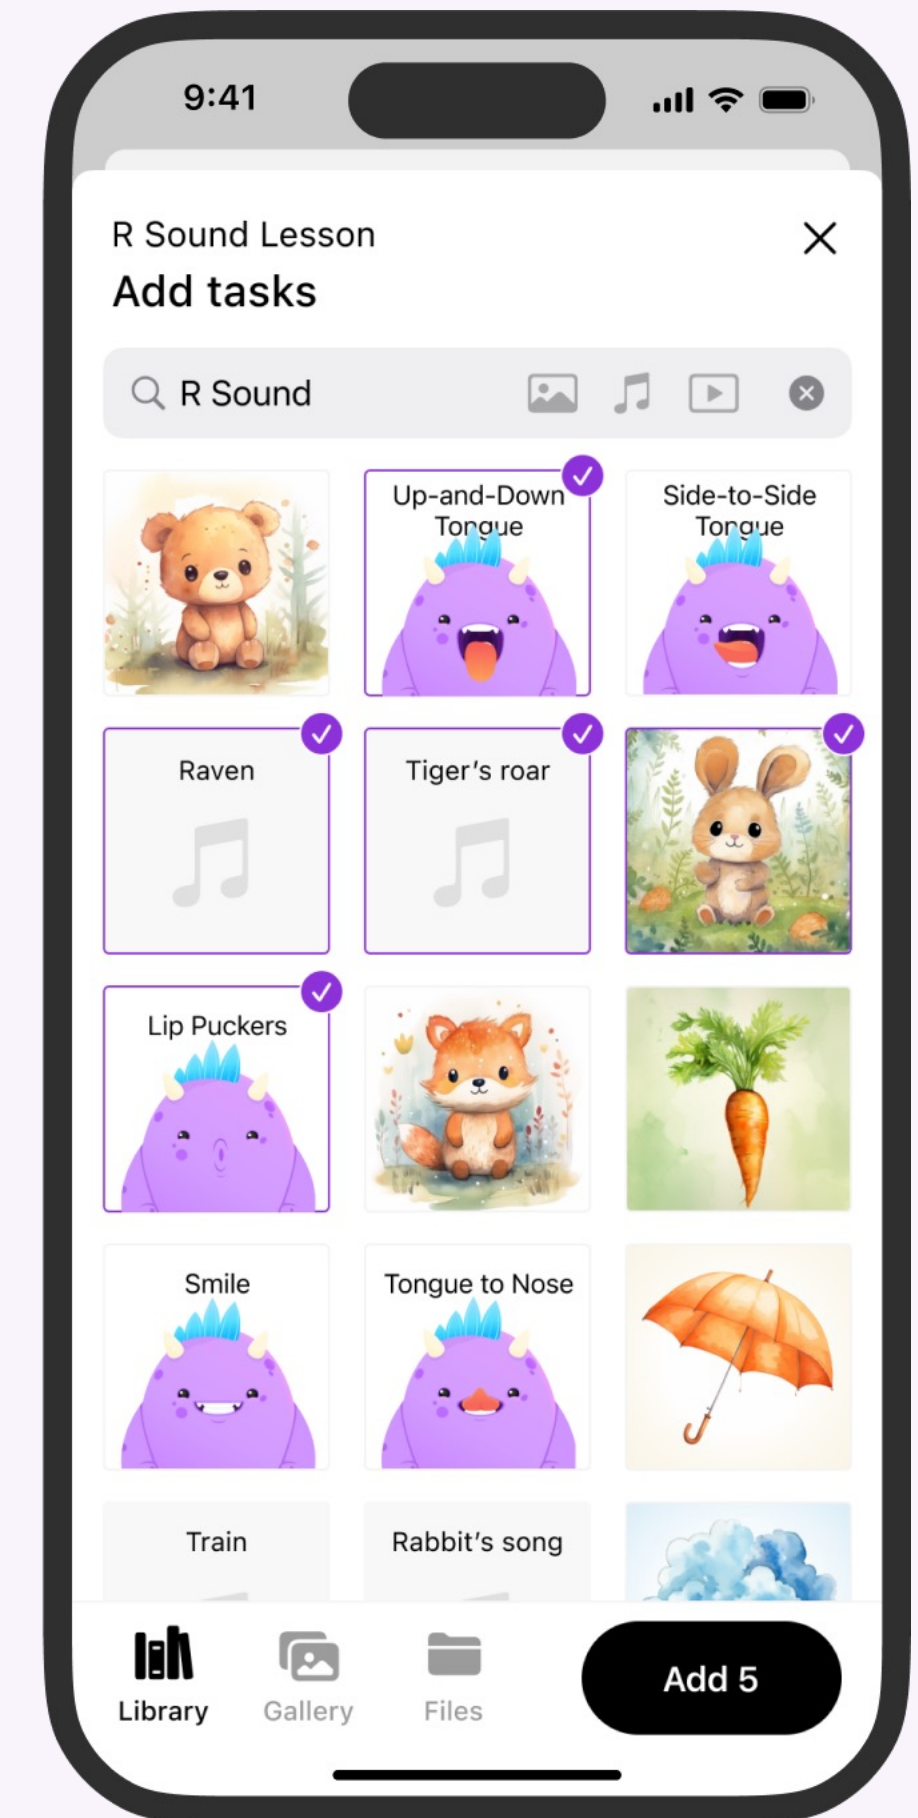 9:41
R Sound Lesson
Add tasks
R Sound
Up-and-Down
Tongue
Side-to-Side
Tongue
Raven
Tiger's roar
Lip Puckers
Smile
Tongue to Nose
Train
Rabbit's song
Library
Gallery
Files
Add 5